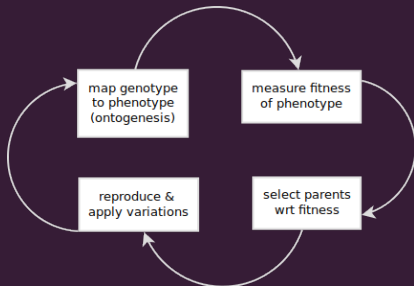 map genotype
to phenotype
(ontogenesis)
measure fitness
of phenotype
reproduce &
apply variations
select parents
wrt fitness